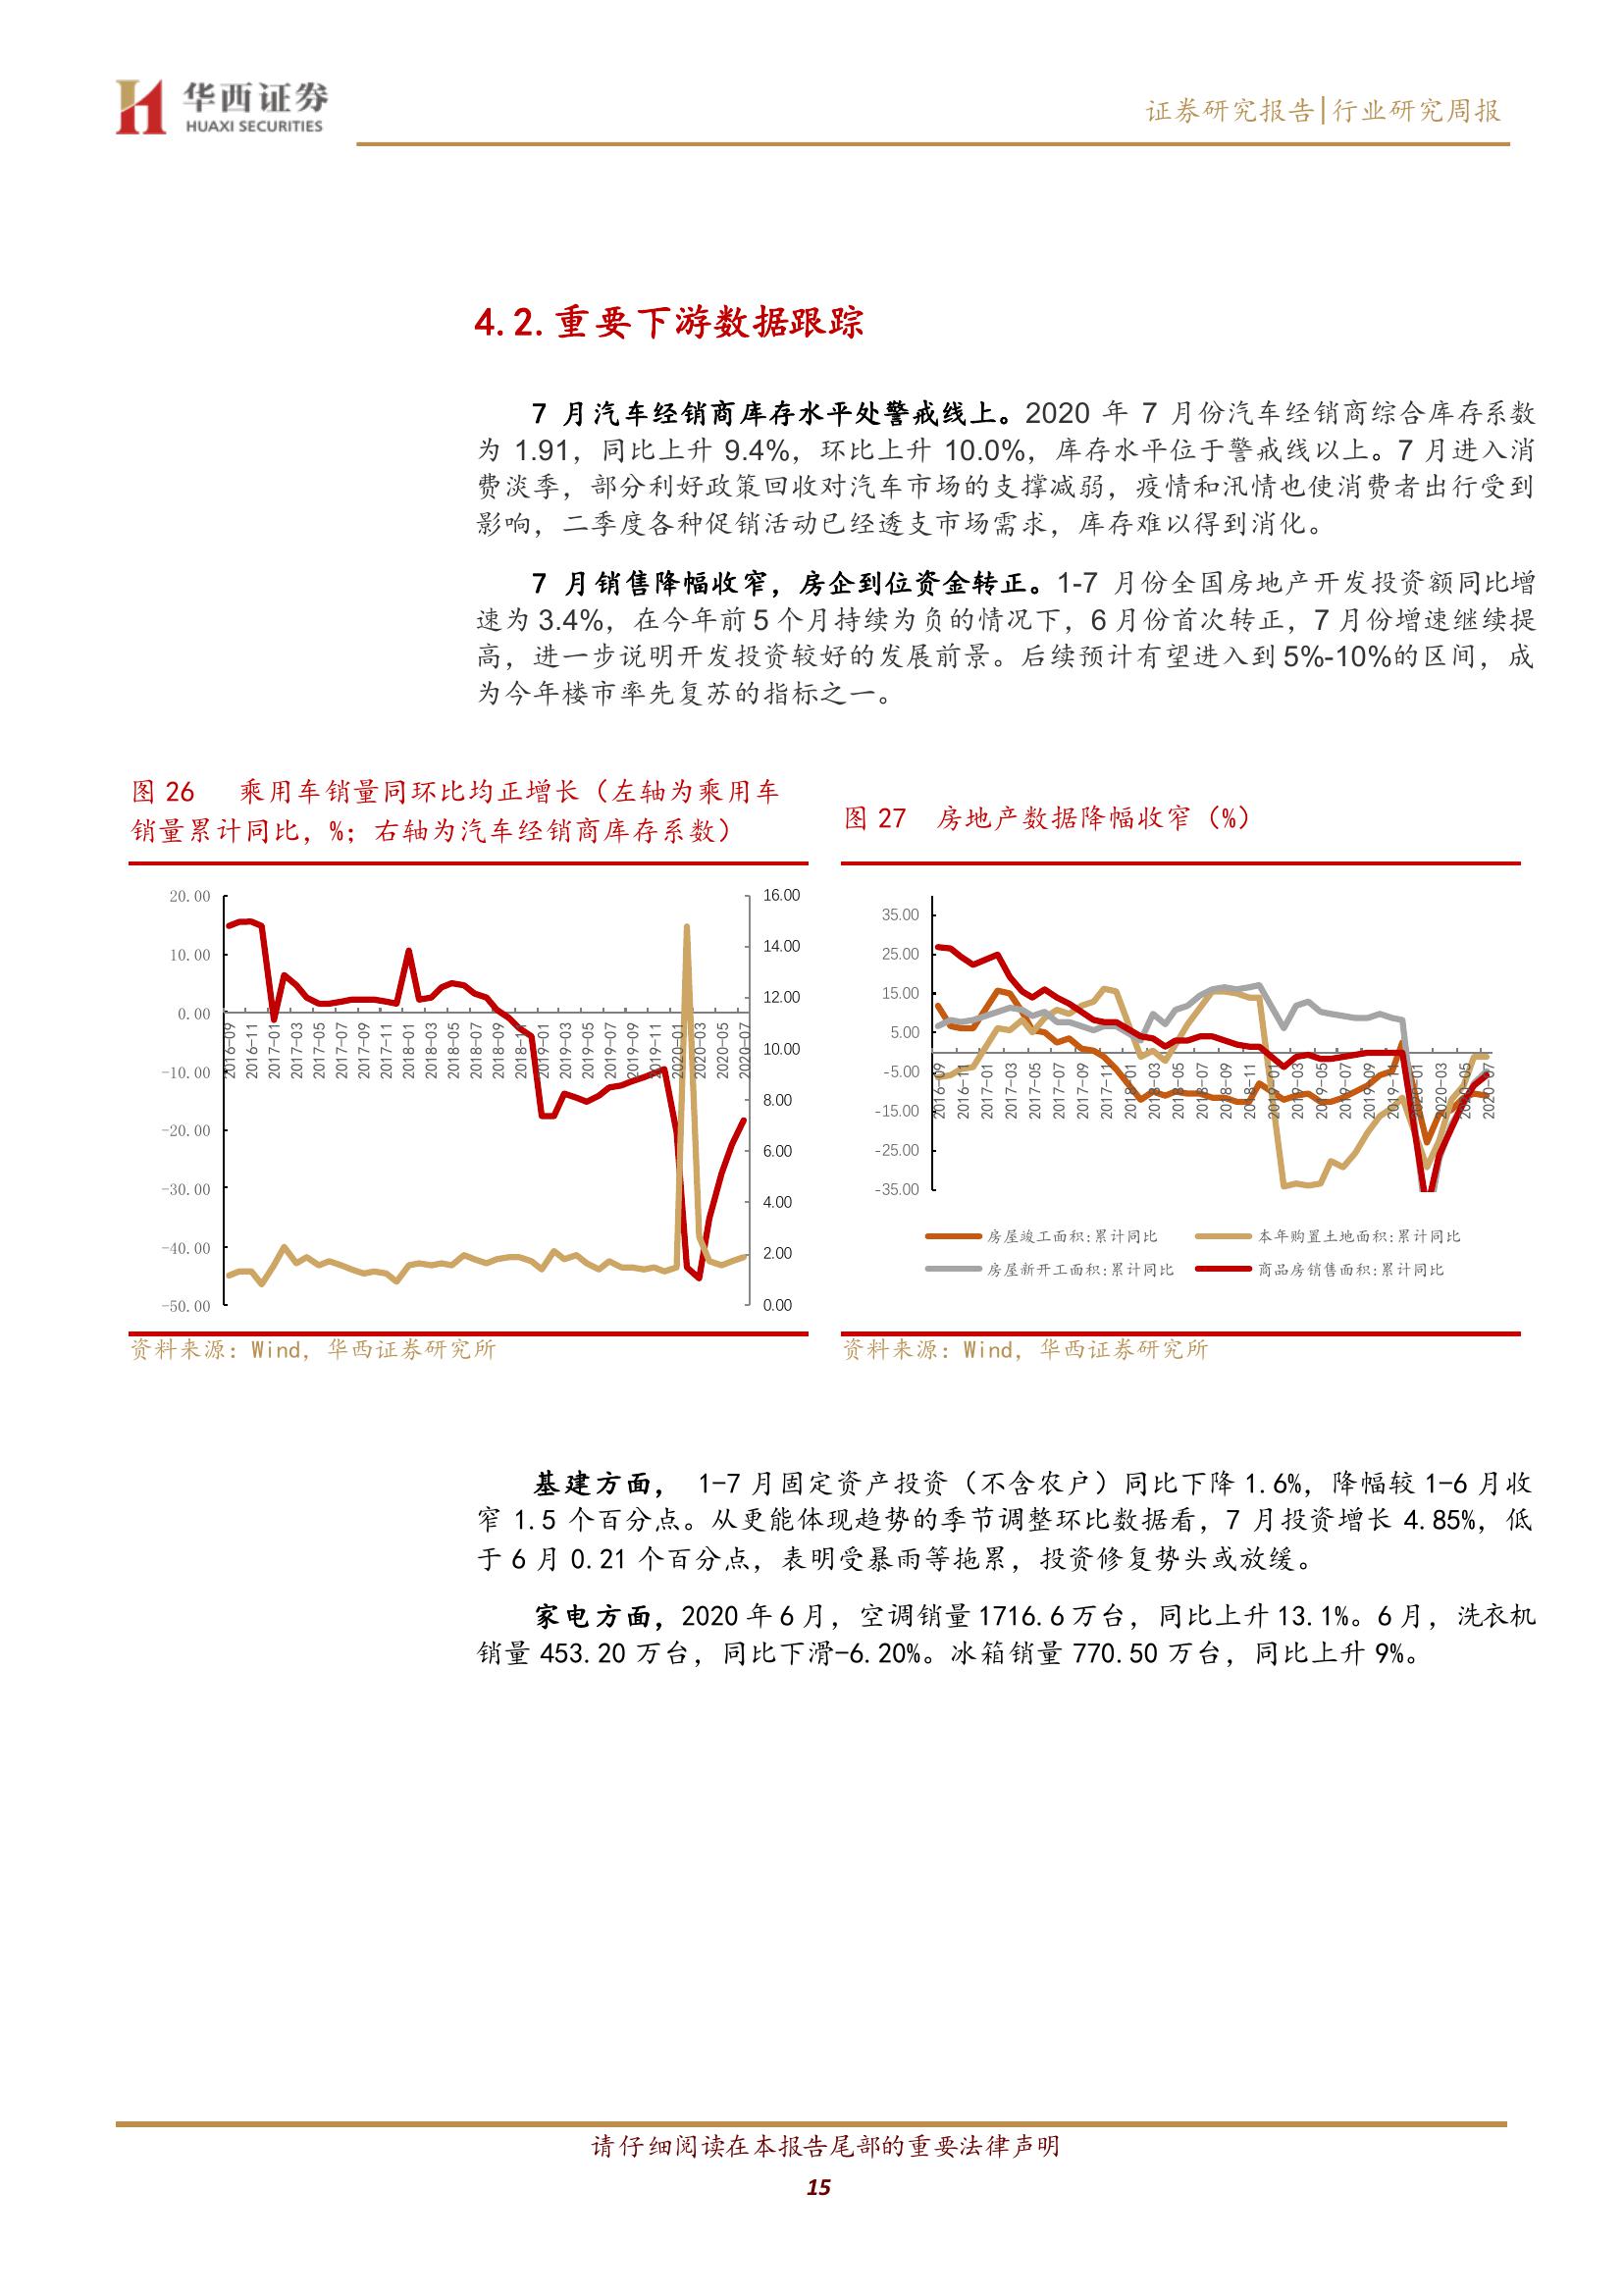 华西证券
HUAXI SECURITIES
证券研究报告|行业研究周报
4.2.重要下游数据跟踪
7 月汽车经销商库存水平处警戒线上。2020 年 7 月份汽车经销商综合库存系数
为 1.91，同比上升 9.4%，环比上升 10.0%，库存水平位于警戒线以上。7 月进入消
费淡季，部分利好政策回收对汽车市场的支撑减弱，疫情和汛情也使消费者出行受到
影响，二季度各种促销活动已经透支市场需求，库存难以得到消化。
7 月销售降幅收窄，房企到位资金转正。1-7 月份全国房地产开发投资额同比增
速为 3.4%，在今年前 5 个月持续为负的情况下，6 月份首次转正，7 月份增速继续提
高，进一步说明开发投资较好的发展前景。后续预计有望进入到 5%-10%的区间，成
为今年楼市率先复苏的指标之一。
图 26 乘用车销量同环比均正增长（左轴为乘用车
销量累计同比，%；右轴为汽车经销商库存系数）
20.00
10.00
0.00
-10.00
-20.00
-30.00
-40.00
-50.00
16.00
14.00
12.00
10.00
8.00
6.00
4.00
2.00
0.00
2016-09
2016-11
2017-01
2017-03
2017-05
2017-07
2017-09
2017-11
2018-01
2018-03
2018-05
2018-07
2018-09
2018-11
2019-01
2019-03
2019-05
2019-07
2019-09
2019-11
2020-01
2020-03
2020-05
2020-07
资料来源：Wind，华西证券研究所
图 27 房地产数据降幅收窄（%）
35.00
25.00
15.00
5.00
-5.00
-15.00
-25.00
-35.00
2016-09
2016-11
2017-01
2017-03
2017-05
2017-07
2017-09
2017-11
2018-01
2018-03
2018-05
2018-07
2018-09
2018-11
2019-01
2019-03
2019-05
2019-07
2019-09
2019-11
2020-01
2020-03
2020-05
2020-07
房屋竣工面积:累计同比
本年购置土地面积:累计同比
房屋新开工面积:累计同比
商品房销售面积:累计同比
资料来源：Wind，华西证券研究所
基建方面， 1-7 月固定资产投资（不含农户）同比下降 1.6%，降幅较 1-6 月收
窄 1.5 个百分点。从更能体现趋势的季节调整环比数据看，7 月投资增长 4.85%，低
于 6 月 0.21 个百分点，表明受暴雨等拖累，投资修复势头或放缓。
家电方面，2020 年 6 月，空调销量 1716.6 万台，同比上升 13.1%。6 月，洗衣机
销量 453.20 万台，同比下滑-6.20%。冰箱销量 770.50 万台，同比上升 9%。
请仔细阅读在本报告尾部的重要法律声明
15